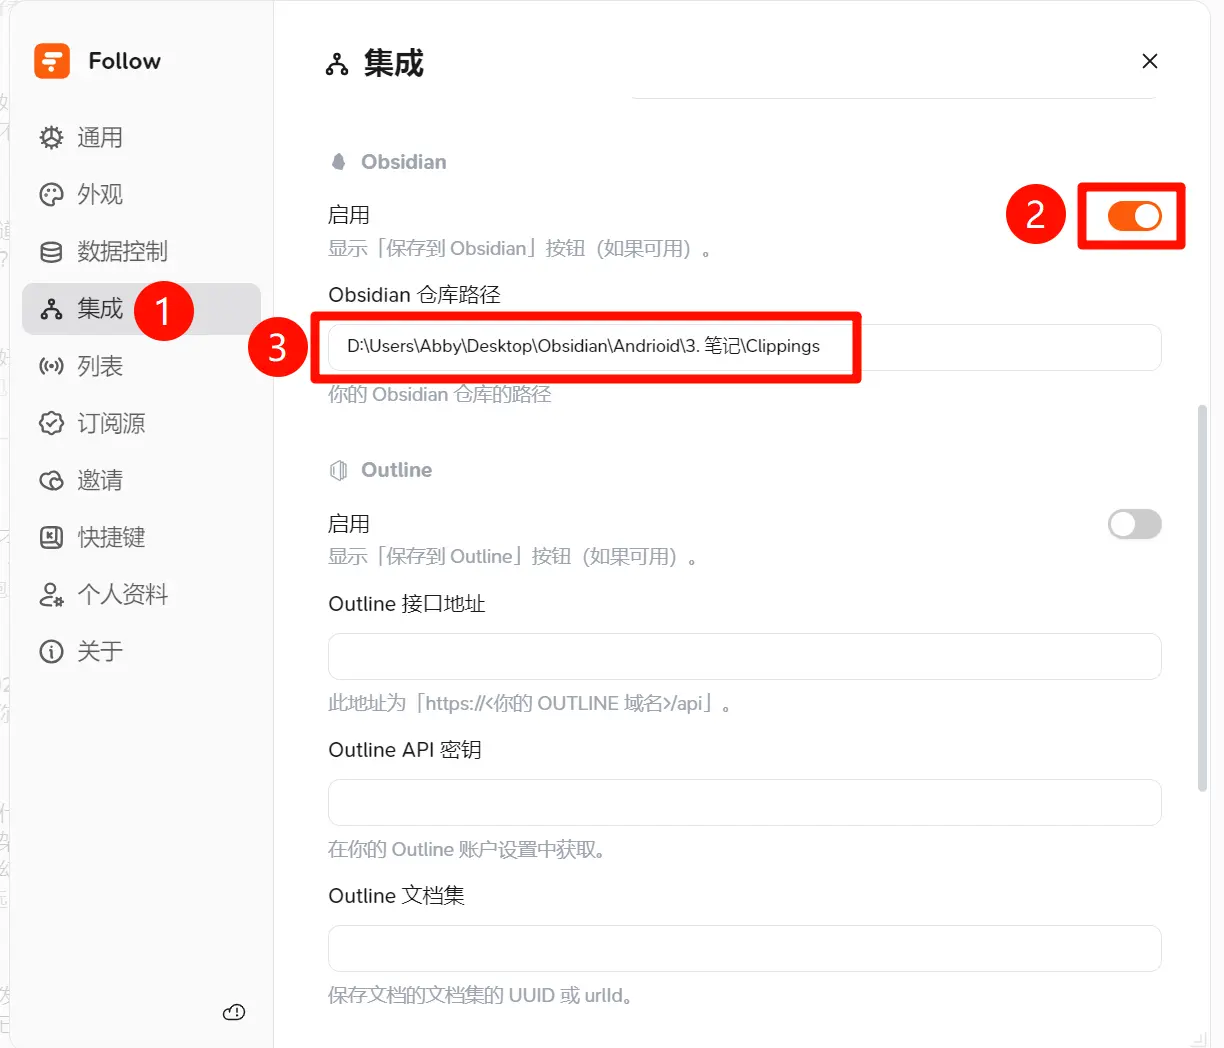 Follow
通用
外观
数据控制
集成
1
列表
订阅源
邀请
快捷键
个人资料
关于
集成
Obsidian
启用
2
显示「保存到 Obsidian」按钮（如果可用）。
Obsidian 仓库路径
3
D:\Users\Abby\Desktop\Obsidian\Andrioid\3. 笔记\Clippings
你的 Obsidian 仓库的路径
Outline
启用
显示「保存到 Outline」按钮（如果可用）。
Outline 接口地址
此地址为「https://<你的 OUTLINE 域名>/api」。
Outline API 密钥
在你的 Outline 账户设置中获取。
Outline 文档集
保存文档的文档集的 UUID 或 urlId。